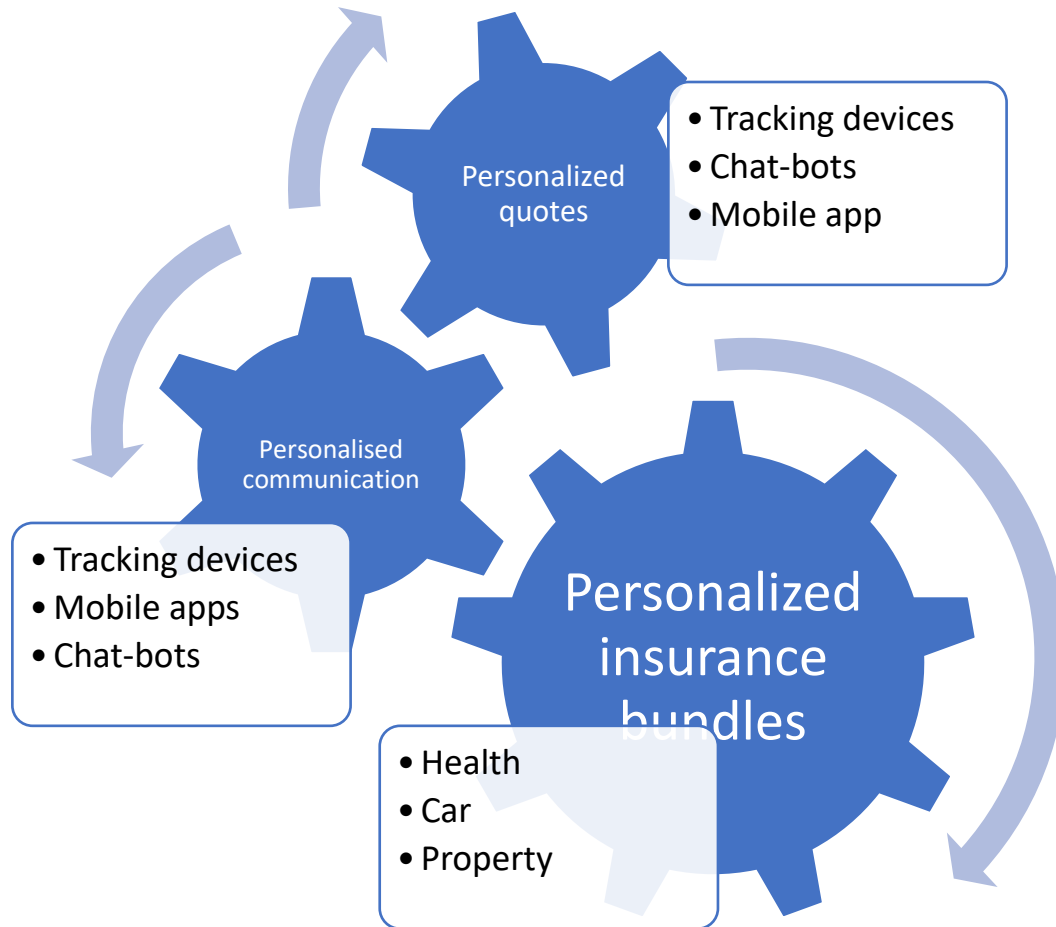 Personalized
quotes
• Tracking devices
• Chat-bots
• Mobile app
Personalised
communication
• Tracking devices
• Mobile apps
• Chat-bots
Personalized
insurance
bundles
• Health
• Car
• Property